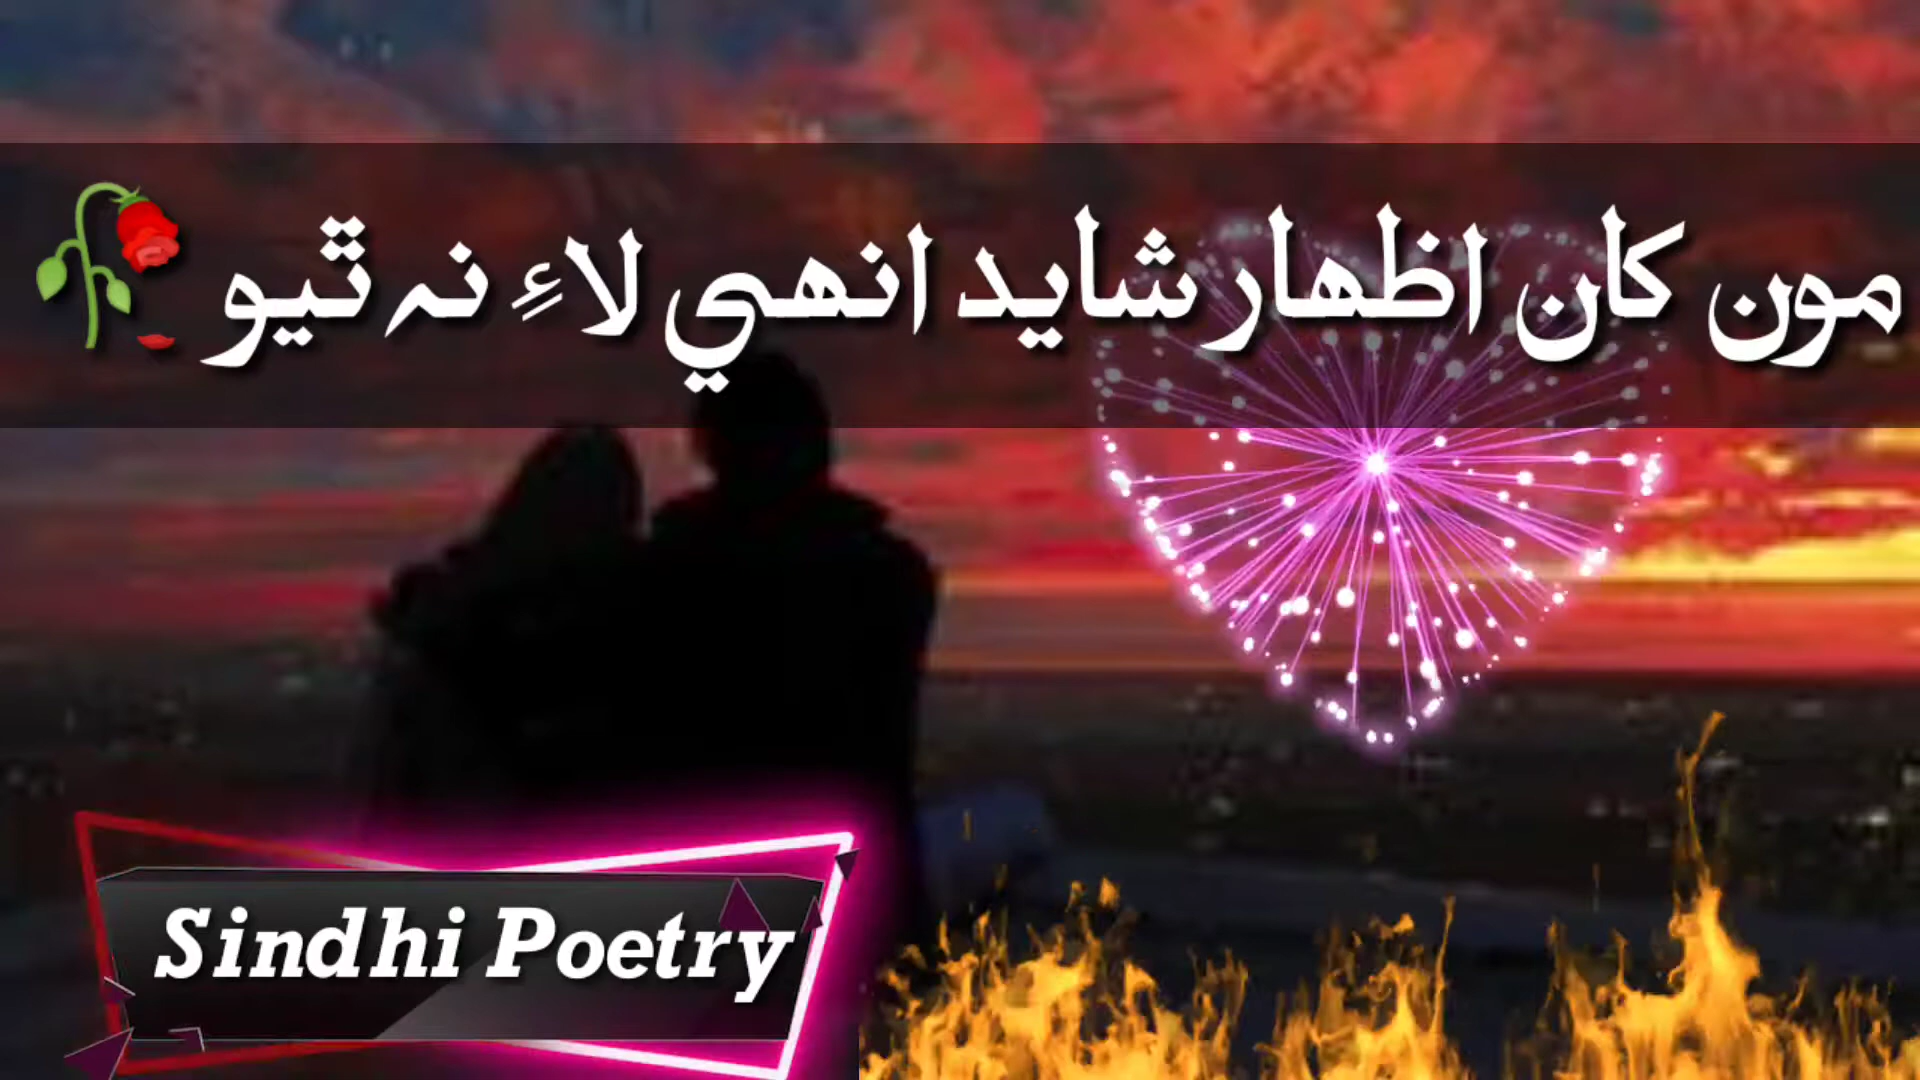 مون کان اظهار شايد انهي لاءِ نہ ٿيو🥀
Sindhi Poetry